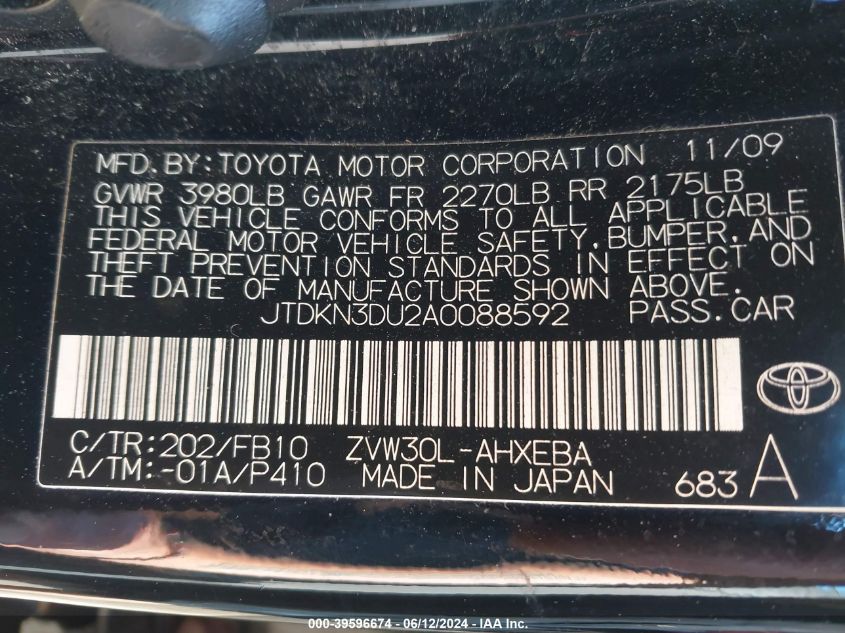 MFD.BY:TOYOTA MOTOR CORPORATION 11/09
GVWR 3980LB GAWR FR 2270LB RR 2175LB
THIS VEHICLE CONFORMS TO ALL APPLICABLE
FEDERAL MOTOR VEHICLE SAFETY,BUMPER,AND
THEFT PREVENTION STANDARDS IN EFFECT ON
THE DATE OF MANUFACTURE SHOWN ABOVE.
JTDKN3DU2A0088592 PASS.CAR
C/TR:202/FB10 ZVW30L-AHXEBA
A/TM:-01A/P410 MADE IN JAPAN 683 A
000-39596674 - 06/12/2024 - IAA Inc.